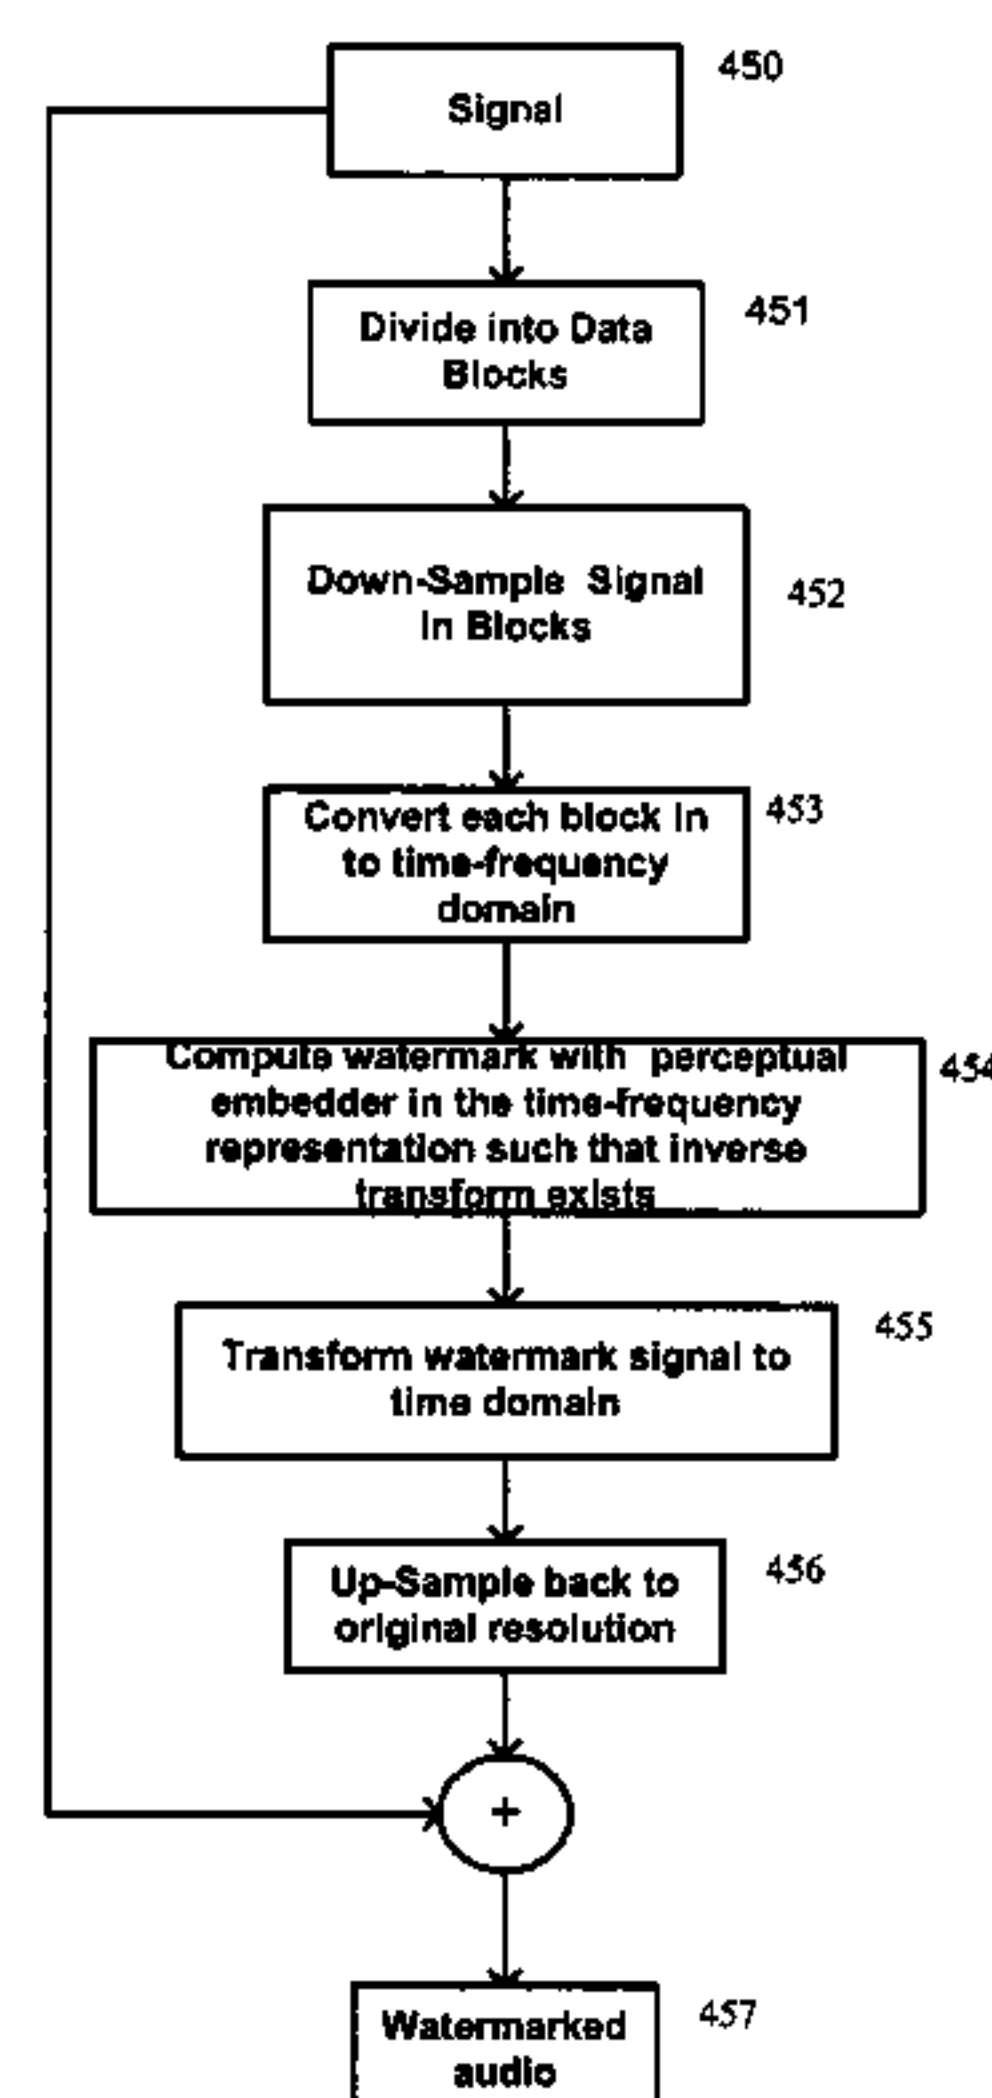 450
Signal
451
Divide into Data
Blocks
452
Down-Sample Signal
in Blocks
453
Convert each block in
to time-frequency
domain
454
Compute watermark with perceptual
embedder in the time-frequency
representation such that inverse
transform exists
455
Transform watermark signal to
time domain
456
Up-Sample back to
original resolution
+
457
Watermarked
audio